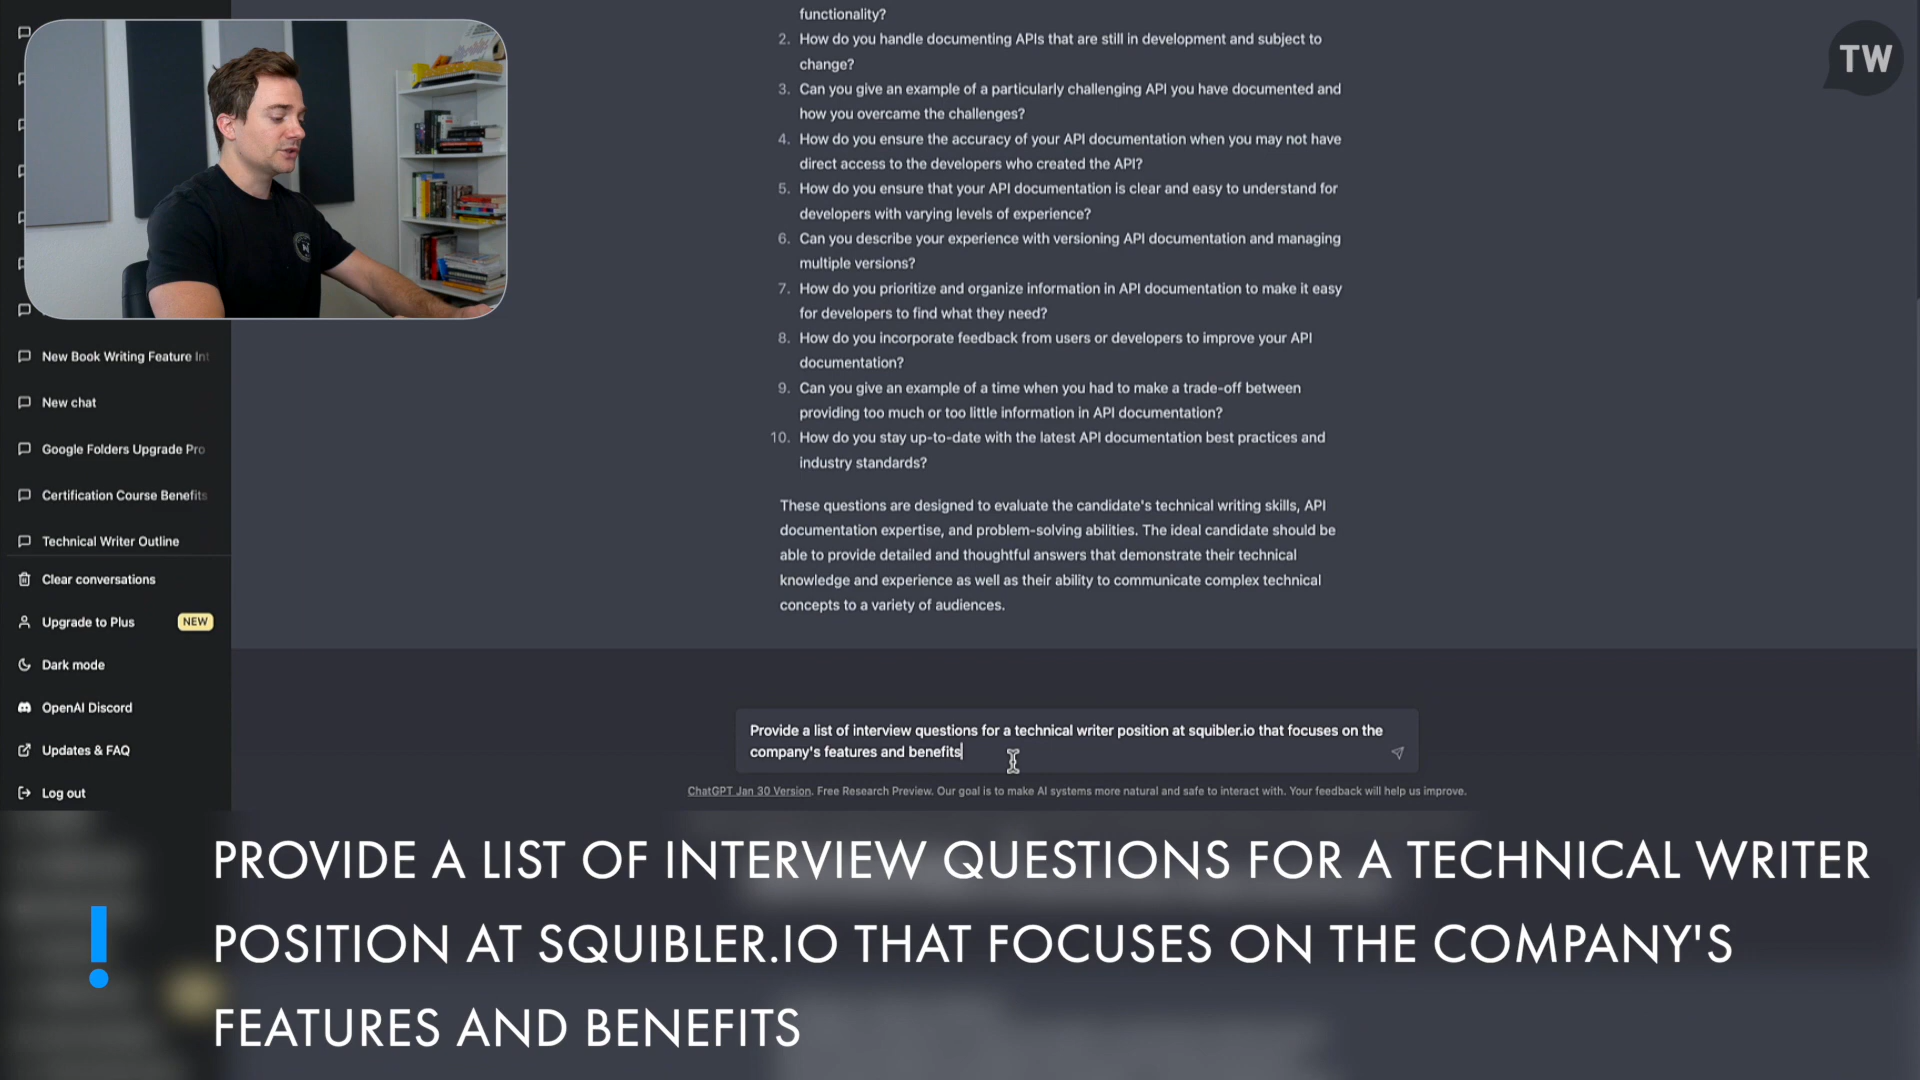 TW
functionality?
2. How do you handle documenting APIs that are still in development and subject to
change?
3. Can you give an example of a particularly challenging API you have documented and
how you overcame the challenges?
4. How do you ensure the accuracy of your API documentation when you may not have
direct access to the developers who created the API?
5. How do you ensure that your API documentation is clear and easy to understand for
developers with varying levels of experience?
6. Can you describe your experience with versioning API documentation and managing
multiple versions?
7. How do you prioritize and organize information in API documentation to make it easy
for developers to find what they need?
8. How do you incorporate feedback from users or developers to improve your API
documentation?
9. Can you give an example of a time when you had to make a trade-off between
providing too much or too little information in API documentation?
10. How do you stay up-to-date with the latest API documentation best practices and
industry standards?
These questions are designed to evaluate the candidate's technical writing skills, API
documentation expertise, and problem-solving abilities. The ideal candidate should be
able to provide detailed and thoughtful answers that demonstrate their technical
knowledge and experience as well as their ability to communicate complex technical
concepts to a variety of audiences.
New Book Writing Feature Int
New chat
Google Folders Upgrade Pro
Certification Course Benefits
Technical Writer Outline
Clear conversations
Upgrade to Plus NEW
Dark mode
OpenAI Discord
Updates & FAQ
Log out
Provide a list of interview questions for a technical writer position at squibler.io that focuses on the
company's features and benefits
ChatGPT Jan 30 Version. Free Research Preview. Our goal is to make AI systems more natural and safe to interact with. Your feedback will help us improve.
! PROVIDE A LIST OF INTERVIEW QUESTIONS FOR A TECHNICAL WRITER
POSITION AT SQUIBLER.IO THAT FOCUSES ON THE COMPANY'S
FEATURES AND BENEFITS